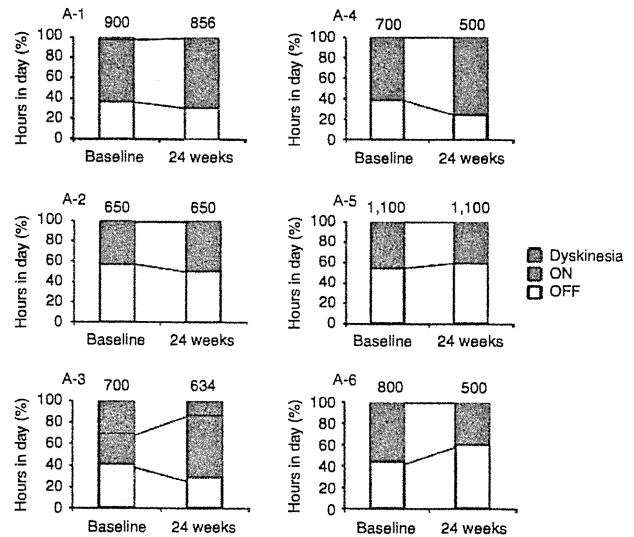 A-1
900 856
Hours in day (%)
100
80
60
40
20
0
Baseline 24 weeks
A-4
700 500
Hours in day (%)
100
80
60
40
20
0
Baseline 24 weeks
A-2
650 650
Hours in day (%)
100
80
60
40
20
0
Baseline 24 weeks
A-5
1,100 1,100
Hours in day (%)
100
80
60
40
20
0
Baseline 24 weeks
Dyskinesia
ON
OFF
A-3
700 634
Hours in day (%)
100
80
60
40
20
0
Baseline 24 weeks
A-6
800 500
Hours in day (%)
100
80
60
40
20
0
Baseline 24 weeks